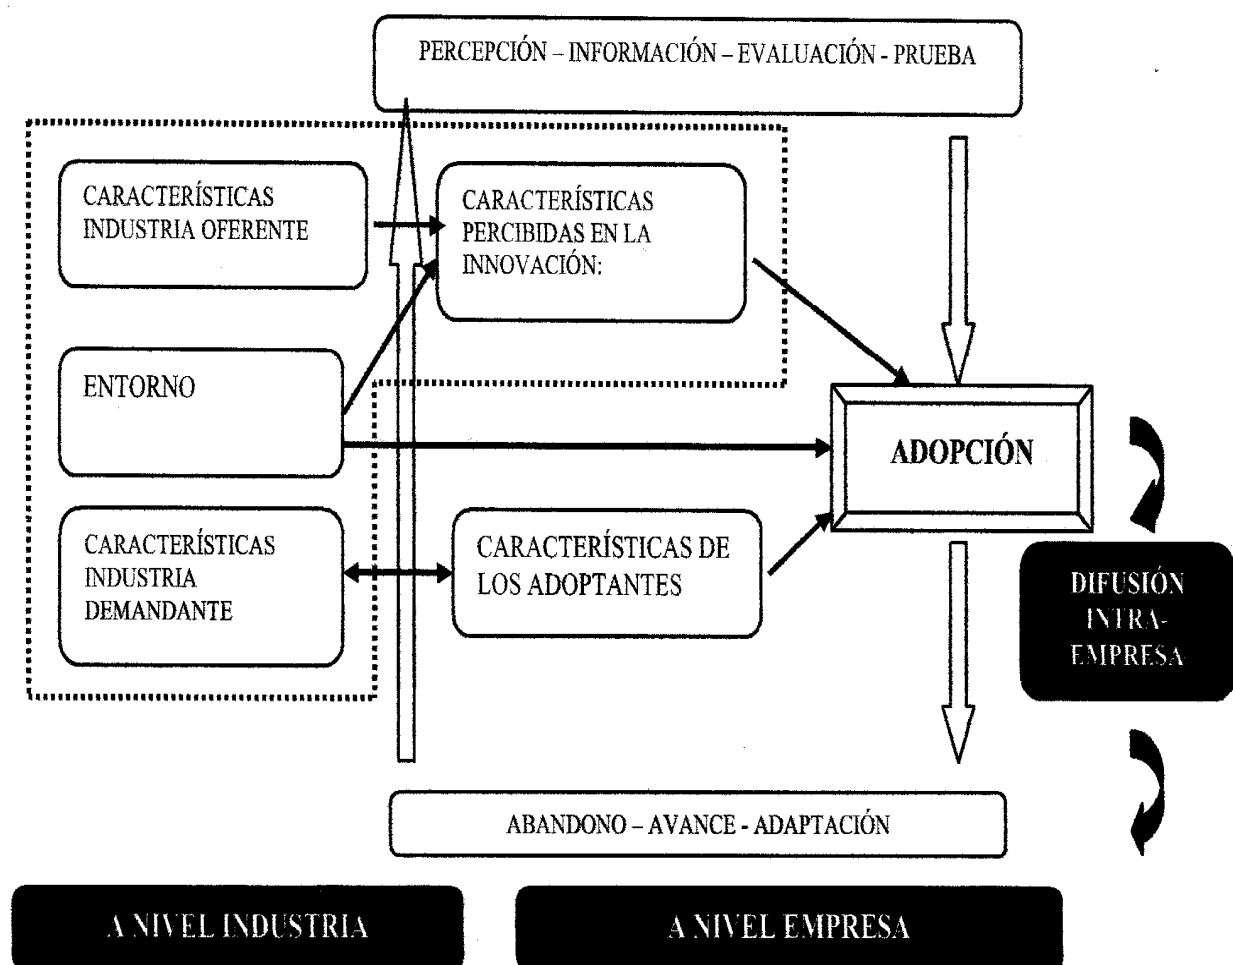 PERCEPCIÓN – INFORMACIÓN – EVALUACIÓN - PRUEBA
CARACTERÍSTICAS
INDUSTRIA OFERENTE
CARACTERÍSTICAS
PERCIBIDAS EN LA
INNOVACIÓN:
ENTORNO
ADOPCIÓN
CARACTERÍSTICAS
INDUSTRIA
DEMANDANTE
CARACTERÍSTICAS DE
LOS ADOPTANTES
DIFUSIÓN
INTRA-
EMPRESA
ABANDONO – AVANCE - ADAPTACIÓN
A NIVEL INDUSTRIA
A NIVEL EMPRESA